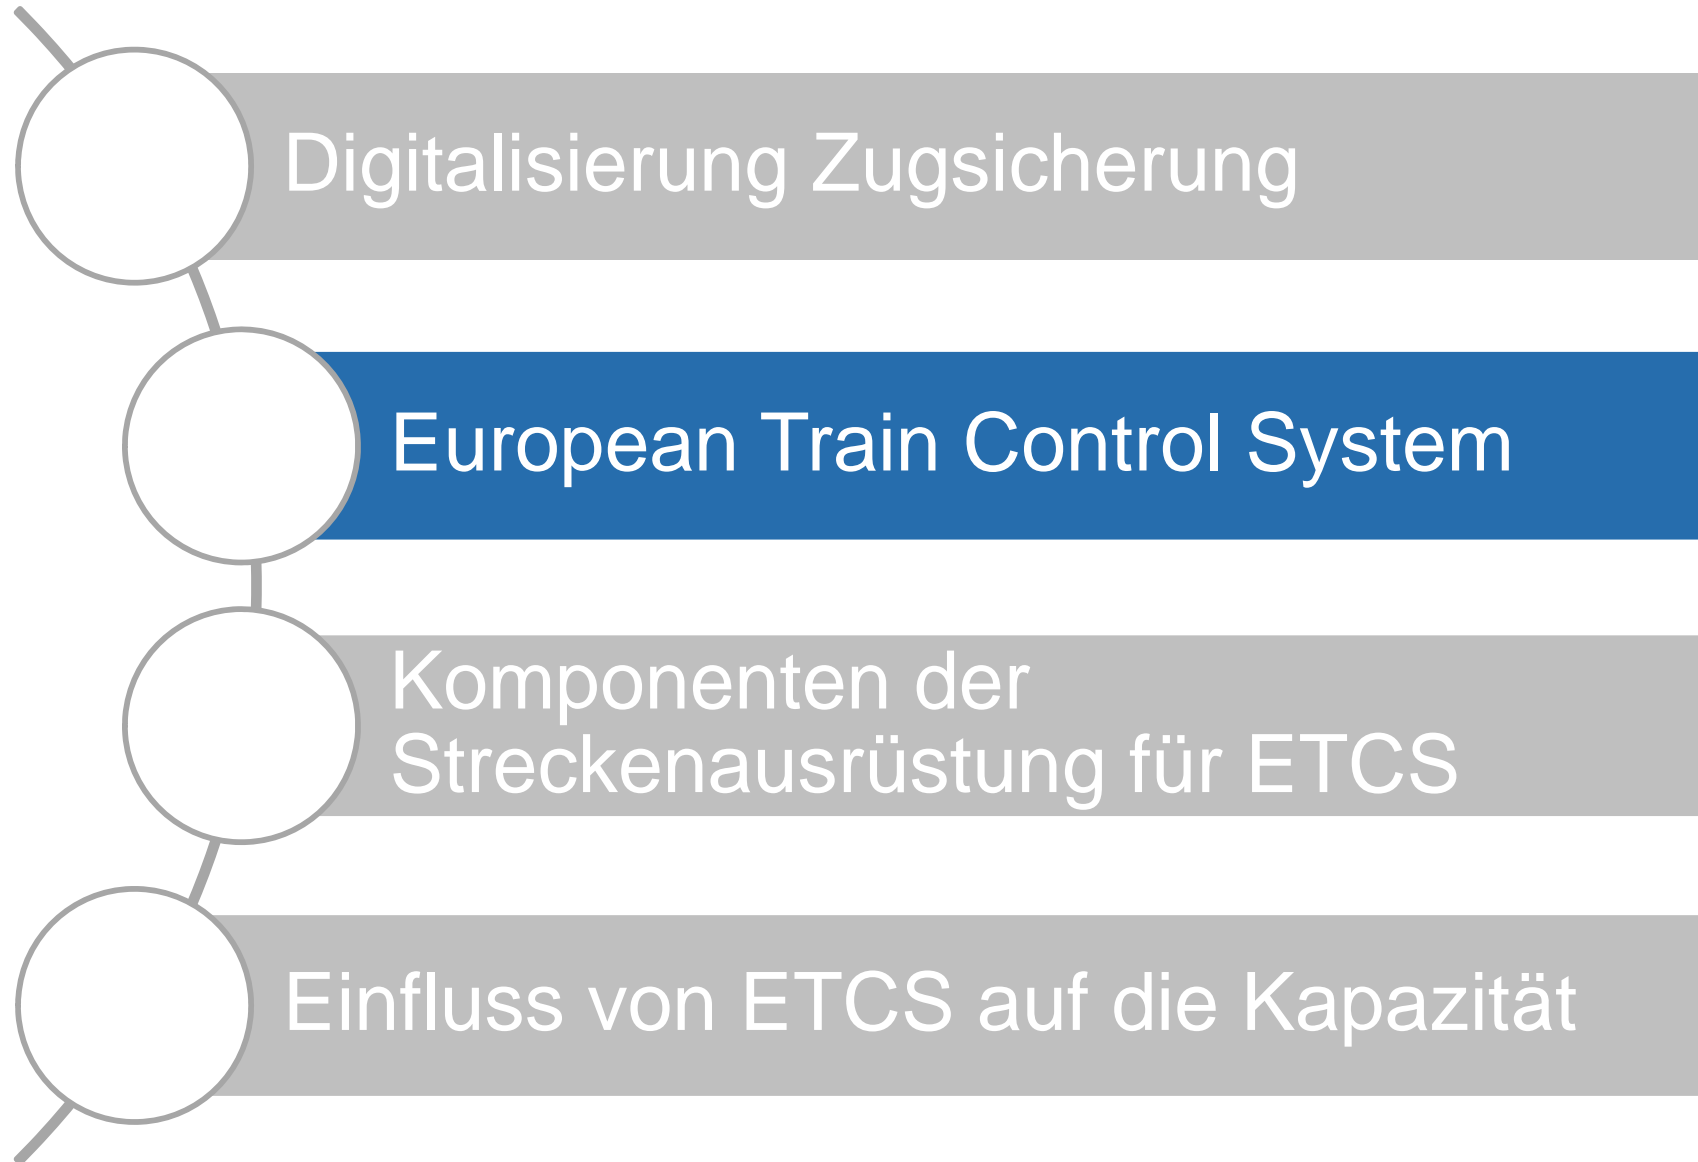 Digitalisierung Zugsicherung
European Train Control System
Komponenten der
Streckenausrüstung für ETCS
Einfluss von ETCS auf die Kapazität